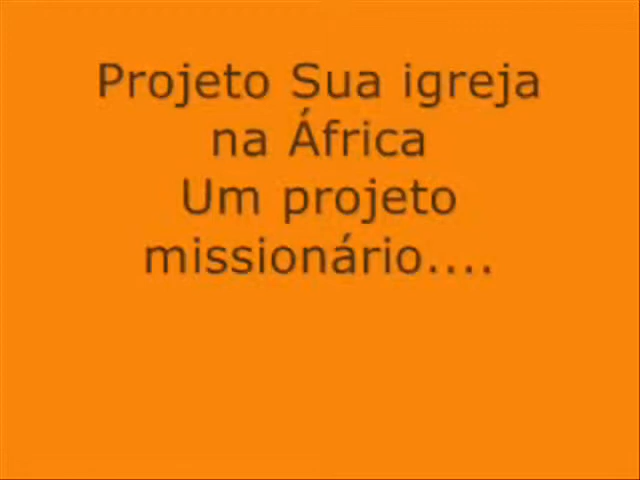 Projeto Sua igreja
na África
Um projeto
missionário....